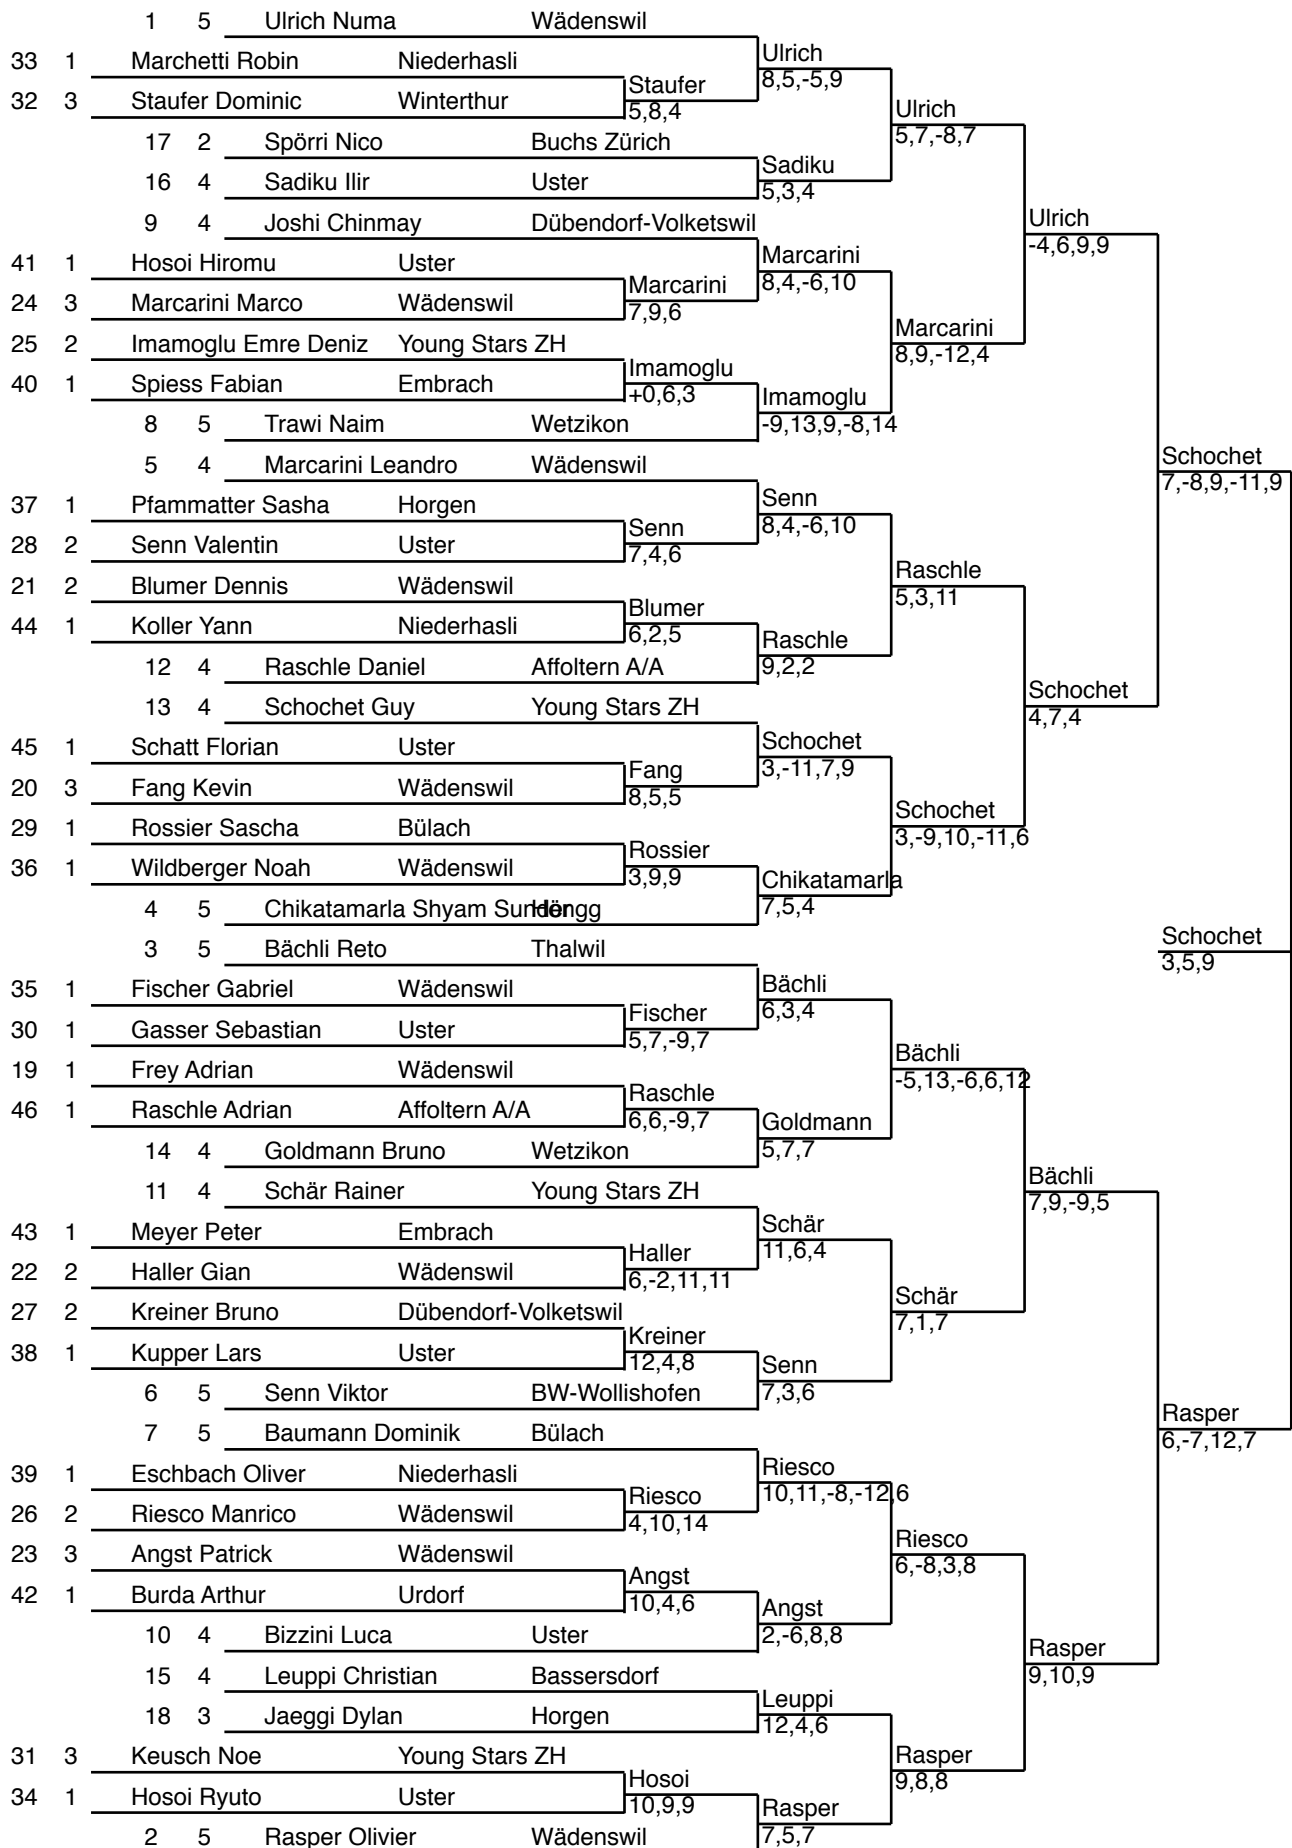 1 5 Ulrich Numa Wädenswil
33 1 Marchetti Robin Niederhasli
Ulrich
8,5,-5,9
32 3 Staufer Dominic Winterthur
Staufer
5,8,4
Ulrich
5,7,-8,7
17 2 Spörri Nico Buchs Zürich
Sadiku
5,3,4
16 4 Sadiku Ilir Uster
9 4 Joshi Chinmay Dübendorf-Volketswil
Ulrich
-4,6,9,9
41 1 Hosoi Hiromu Uster
Marcarini
8,4,-6,10
Marcarini
7,9,6
24 3 Marcarini Marco Wädenswil
25 2 Imamoglu Emre Deniz Young Stars ZH
Marcarini
8,9,-12,4
Imamoglu
+0,6,3
40 1 Spiess Fabian Embrach
Imamoglu
-9,13,9,-8,14
8 5 Trawi Naim Wetzikon
5 4 Marcarini Leandro Wädenswil
Schochet
7,-8,9,-11,9
37 1 Pfammatter Sasha Horgen
Senn
8,4,-6,10
Senn
7,4,6
28 2 Senn Valentin Uster
21 2 Blumer Dennis Wädenswil
Raschle
5,3,11
Blumer
6,2,5
44 1 Koller Yann Niederhasli
Raschle
9,2,2
12 4 Raschle Daniel Affoltern A/A
13 4 Schochet Guy Young Stars ZH
Schochet
4,7,4
45 1 Schatt Florian Uster
Schochet
3,-11,7,9
Fang
8,5,5
20 3 Fang Kevin Wädenswil
29 1 Rossier Sascha Bülach
Schochet
3,-9,10,-11,6
Rossier
3,9,9
36 1 Wildberger Noah Wädenswil
Chikatamarla
7,5,4
4 5 Chikatamarla Shyam Sunder Höngg
3 5 Bächli Reto Thalwil
Schochet
3,5,9
35 1 Fischer Gabriel Wädenswil
Bächli
6,3,4
Fischer
5,7,-9,7
30 1 Gasser Sebastian Uster
19 1 Frey Adrian Wädenswil
Bächli
-5,13,-6,6,12
Raschle
6,6,-9,7
46 1 Raschle Adrian Affoltern A/A
Goldmann
5,7,7
14 4 Goldmann Bruno Wetzikon
11 4 Schär Rainer Young Stars ZH
Bächli
7,9,-9,5
43 1 Meyer Peter Embrach
Schär
11,6,4
Haller
6,-2,11,11
22 2 Haller Gian Wädenswil
27 2 Kreiner Bruno Dübendorf-Volketswil
Schär
7,1,7
Kreiner
12,4,8
38 1 Kupper Lars Uster
Senn
7,3,6
6 5 Senn Viktor BW-Wollishofen
7 5 Baumann Dominik Bülach
Rasper
6,-7,12,7
39 1 Eschbach Oliver Niederhasli
Riesco
10,11,-8,-12,6
Riesco
4,10,14
26 2 Riesco Manrico Wädenswil
23 3 Angst Patrick Wädenswil
Riesco
6,-8,3,8
Angst
10,4,6
42 1 Burda Arthur Urdorf
Angst
2,-6,8,8
10 4 Bizzini Luca Uster
15 4 Leuppi Christian Bassersdorf
Rasper
9,10,9
Leuppi
12,4,6
18 3 Jaeggi Dylan Horgen
31 3 Keusch Noe Young Stars ZH
Rasper
9,8,8
Hosoi
10,9,9
34 1 Hosoi Ryuto Uster
Rasper
7,5,7
2 5 Rasper Olivier Wädenswil